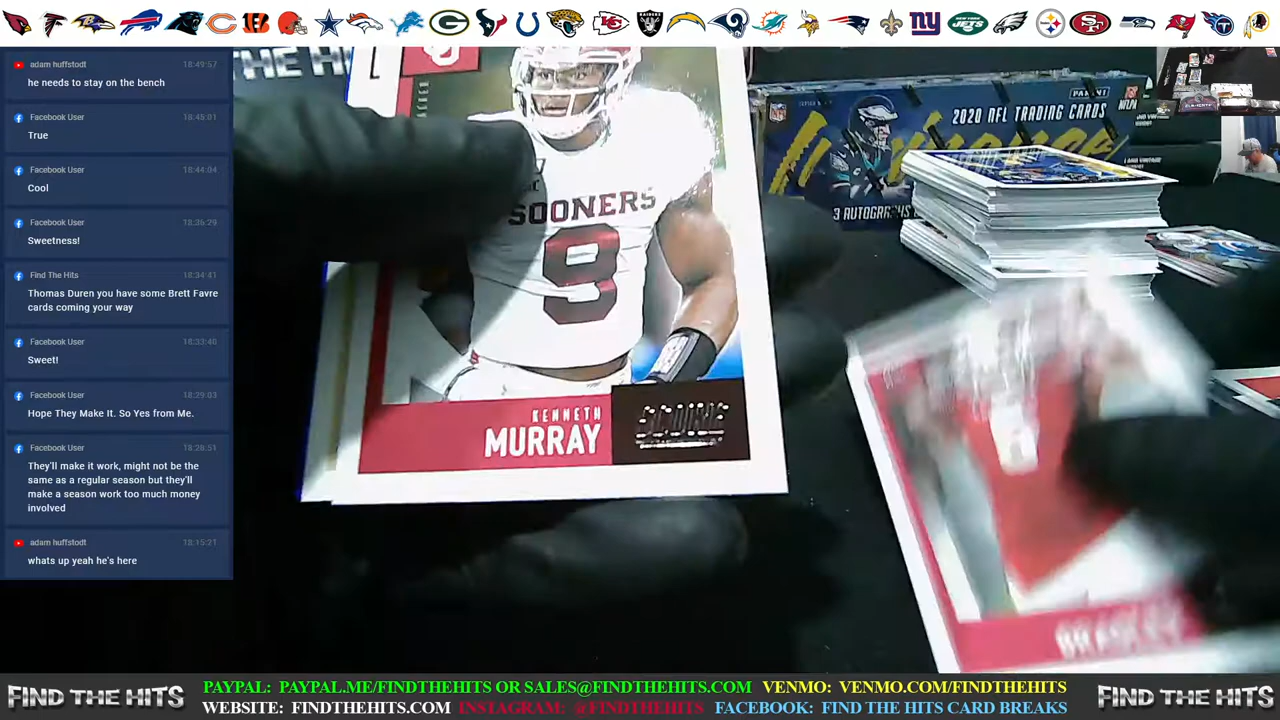 adam huffstodt 18:49:57
he needs to stay on the bench
Facebook User 18:45:01
True
Facebook User 18:44:04
Cool
Facebook User 18:36:29
Sweetness!
Find The Hits 18:34:41
Thomas Duren you have some Brett Favre
cards coming your way
Facebook User 18:33:46
Sweet!
Facebook User 18:29:03
Hope They Make It. So Yes from Me.
Facebook User 18:28:51
They'll make it work, might not be the
same as a regular season but they'll
make a season work too much money
involved
adam huffstodt 18:15:21
whats up yeah he's here
THE
SOONERS
9
KENNETH
MURRAY
SCORE
PANINI
2020 NFL TRADING CARDS
3 AUTOGRAPHS
BRADLEY
FIND THE HITS
PAYPAL: PAYPAL.ME/FINDTHEHITS OR SALES@FINDTHEHITS.COM VENMO: VENMO.COM/FINDTHEHITS
WEBSITE: FINDTHEHITS.COM INSTAGRAM: @FINDTHEHITS FACEBOOK: FIND THE HITS CARD BREAKS
FIND THE HITS